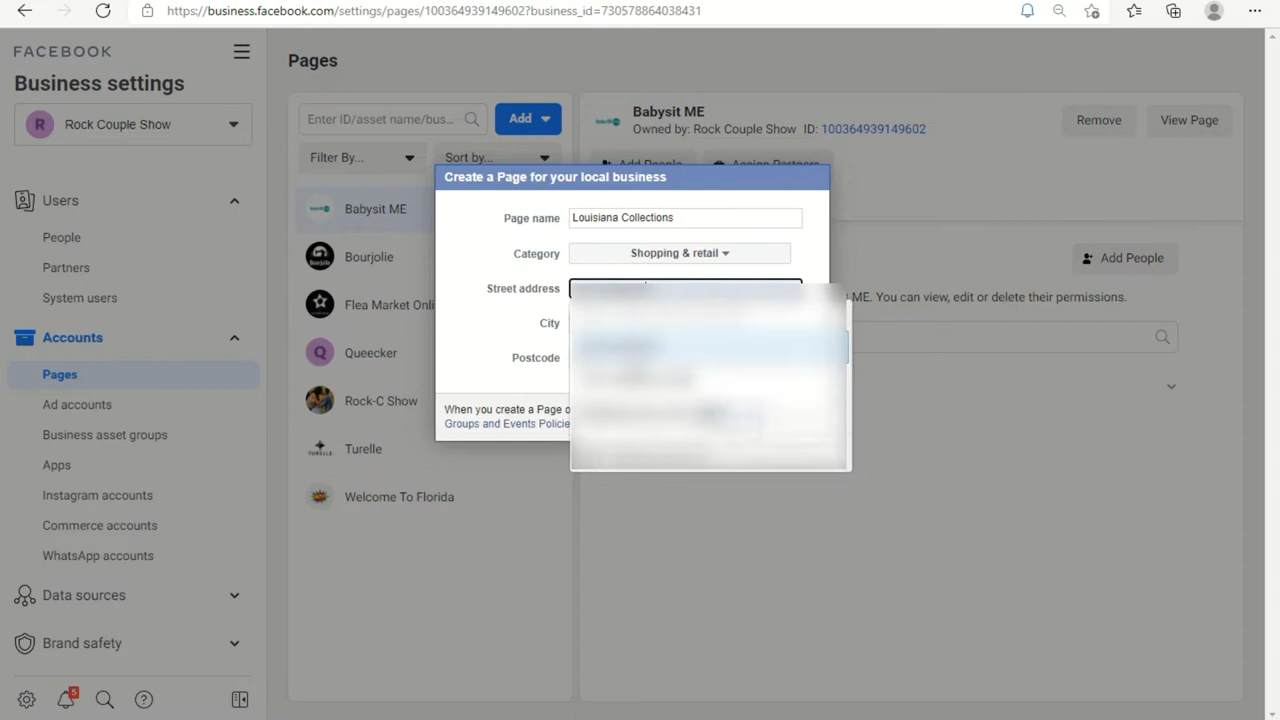 https://business.facebook.com/settings/pages/100364939149602?business_id=730578864038431
FACEBOOK
Business settings
R
Rock Couple Show
Users
People
Partners
System users
Accounts
Pages
Ad accounts
Business asset groups
Apps
Instagram accounts
Commerce accounts
WhatsApp accounts
Data sources
Brand safety
5
Pages
Enter ID/asset name/bus...
Add
Filter By...
Sort by...
Babysit ME
Bourjolie
Flea Market Onli
Q
Queecker
Rock-C Show
TURELLE
Turelle
Welcome To Florida
Babysit ME
Owned by: Rock Couple Show ID: 100364939149602
Remove
View Page
Add People
Assign Partners
Add People
ME. You can view, edit or delete their permissions.
Create a Page for your local business
Page name
Louisiana Collections
Category
Shopping & retail
Street address
City
Postcode
When you create a Page o
Groups and Events Policie